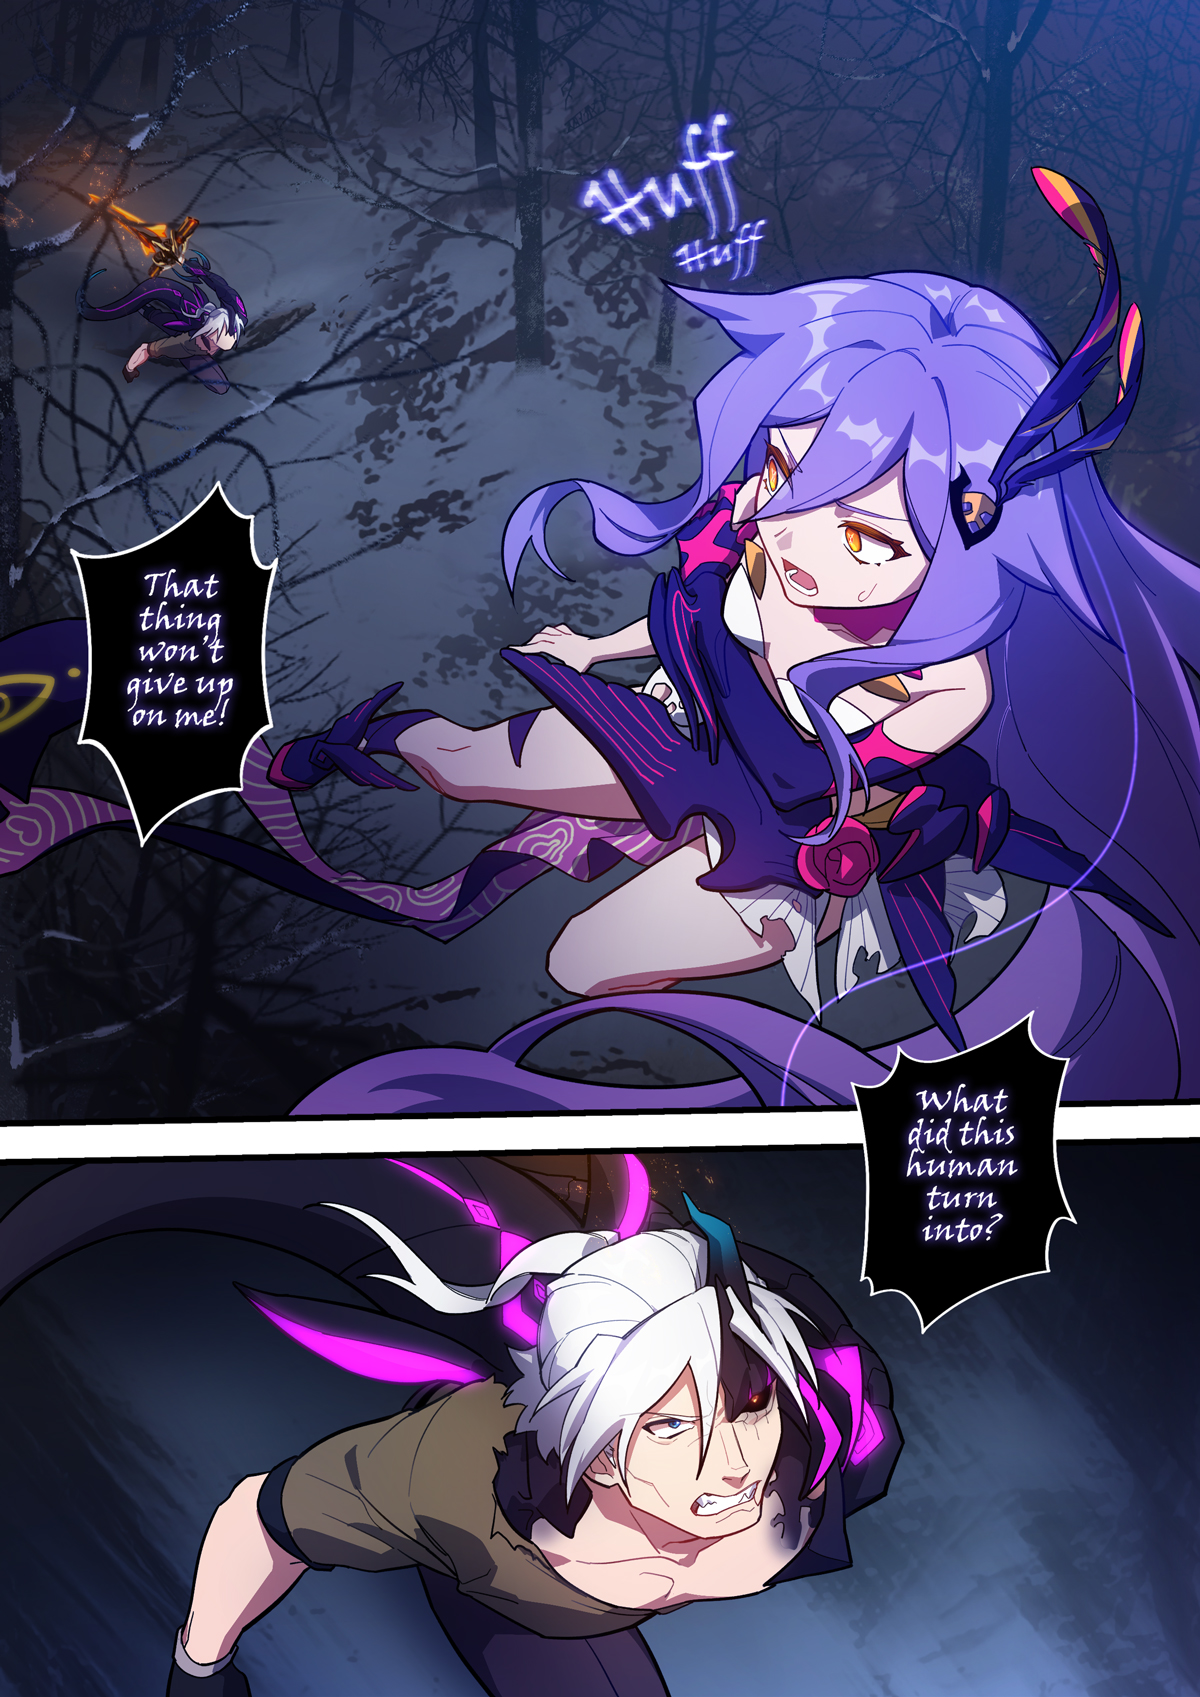 Huff
Huff
That
thing
won't
give up
on me!
What
did this
human
turn
into?